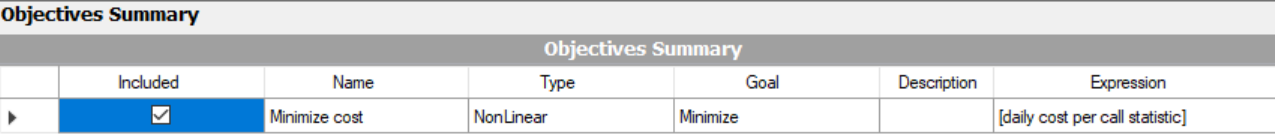 Objectives Summary
Objectives Summary
Included Name Type Goal Description Expression
Minimize cost NonLinear Minimize [daily cost per call statistic]